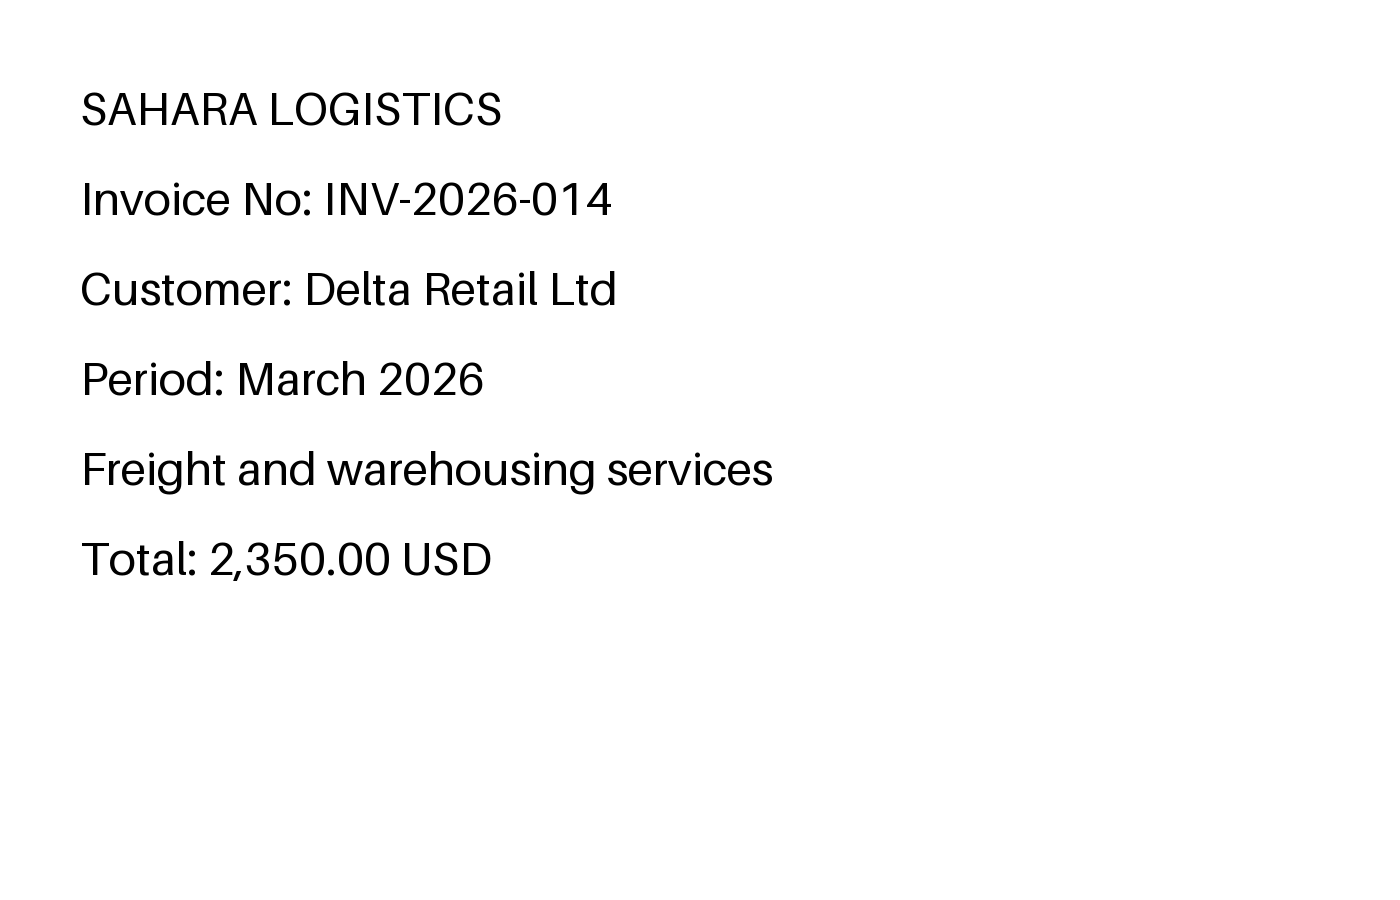 SAHARA LOGISTICS
Invoice No: INV-2026-014
Customer: Delta Retail Ltd
Period: March 2026
Freight and warehousing services
Total: 2,350.00 USD